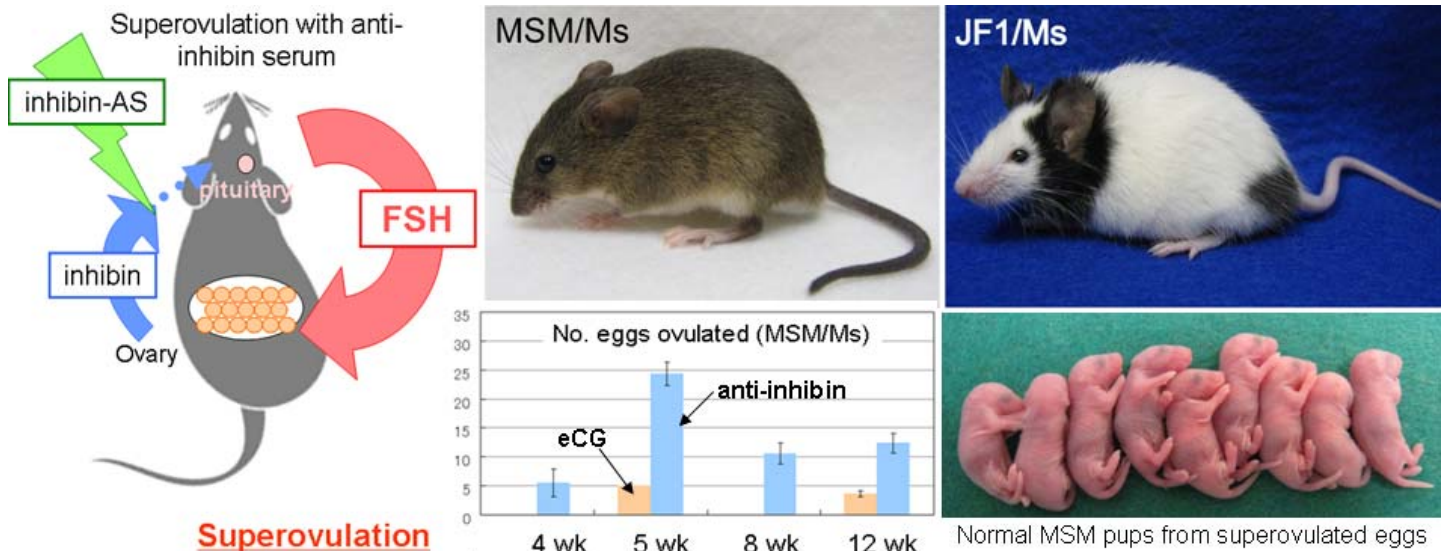 Superovulation with anti-
inhibin serum
inhibin-AS
pituitary
FSH
inhibin
Ovary
Superovulation
MSM/Ms
JF1/Ms
35
No. eggs ovulated (MSM/Ms)
30
25
anti-inhibin
20
15
eCG
10
5
0
4 wk 5 wk 8 wk 12 wk
Normal MSM pups from superovulated eggs